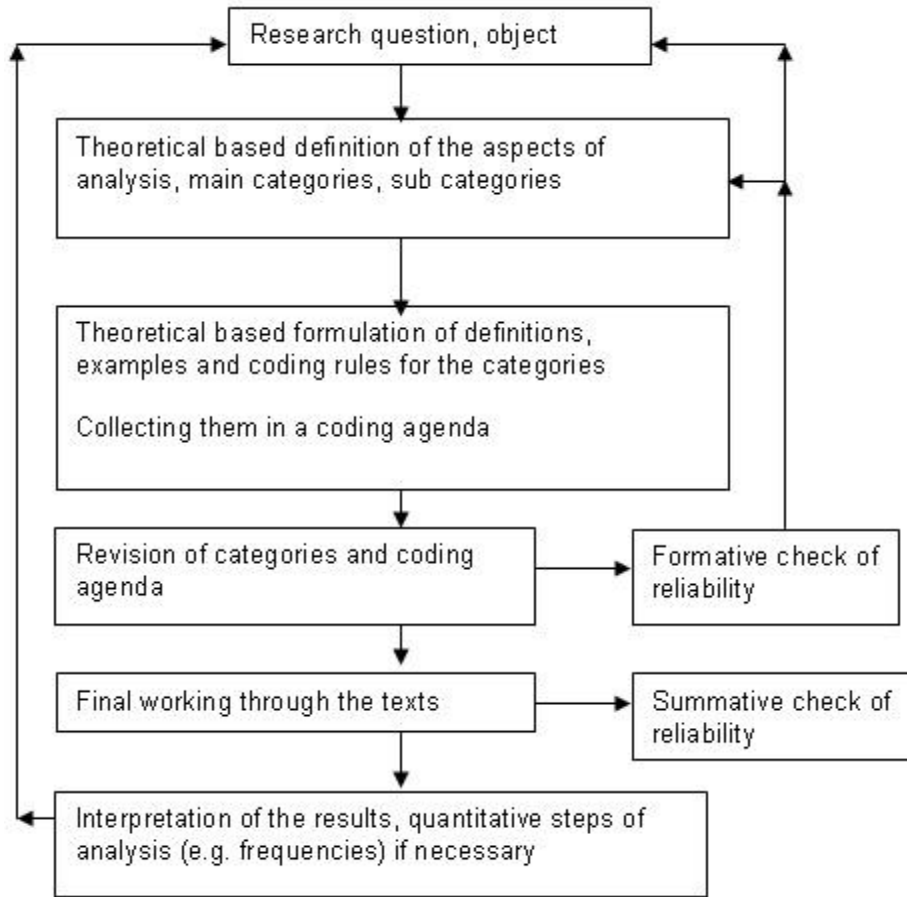 Research question, object
Theoretical based definition of the aspects of
analysis, main categories, sub categories
Theoretical based formulation of definitions,
examples and coding rules for the categories
Collecting them in a coding agenda
Revision of categories and coding
agenda
Formative check of
reliability
Final working through the texts
Summative check of
reliability
Interpretation of the results, quantitative steps of
analysis (e.g. frequencies) if necessary